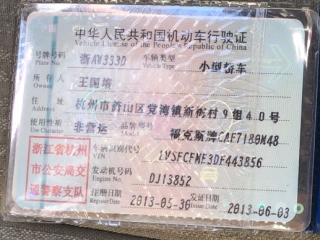 中华人民共和国机动车行驶证
Vehicle License of the People's Republic of China
号牌号码 浙AV333D 车辆类型 小型轿车
Plate No. Vehicle Type
所有人 王国培
Owner
住址 杭州市萧山区党湾镇新街村9组40号
Address
使用性质 非营运 品牌型号 福克斯牌CAF7180M48
Use Character Model
浙江省杭州 车辆识别代号 LVSFCFME3DF443856
VIN
市公安局交 发动机号码 DJ13852
Engine No.
通警察支队 注册日期 2013-05-30 发证日期 2013-06-03
Register Date Issue Date